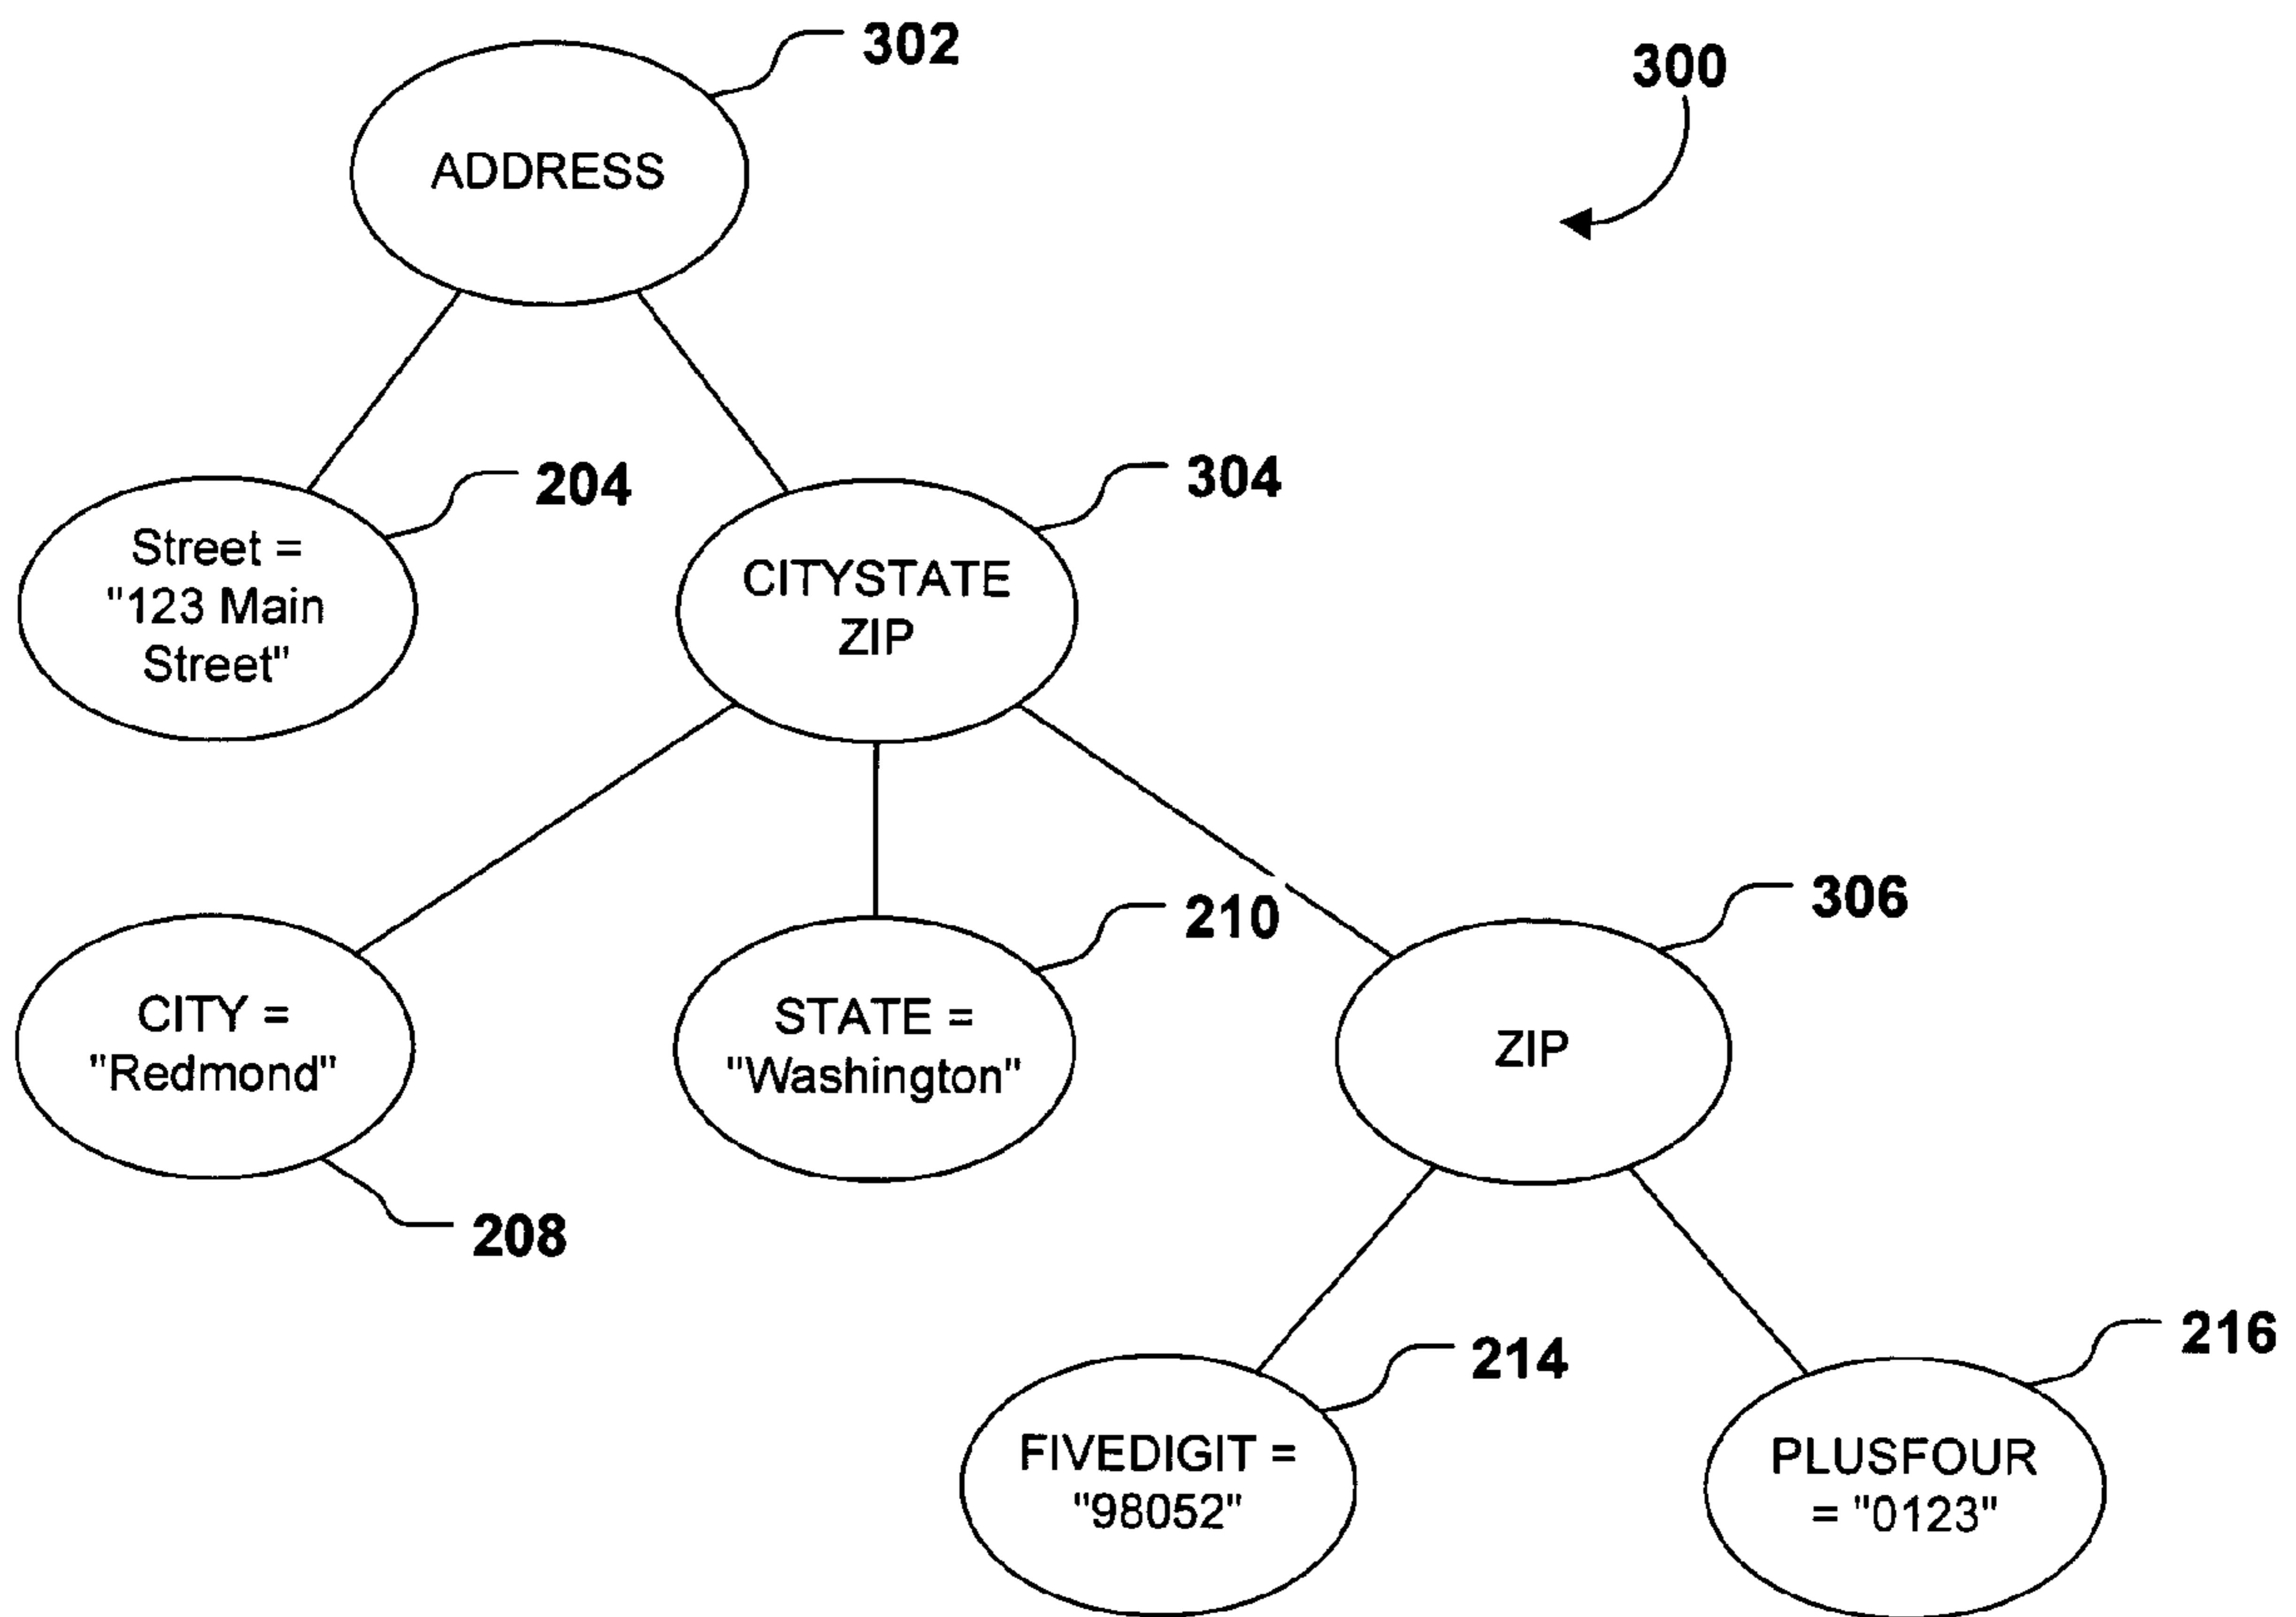 302
300
ADDRESS
204
304
Street =
"123 Main
Street"
CITYSTATE
ZIP
210
306
CITY =
"Redmond"
STATE =
"Washington"
ZIP
208
214
216
FIVEDIGIT =
"98052"
PLUSFOUR
= "0123"